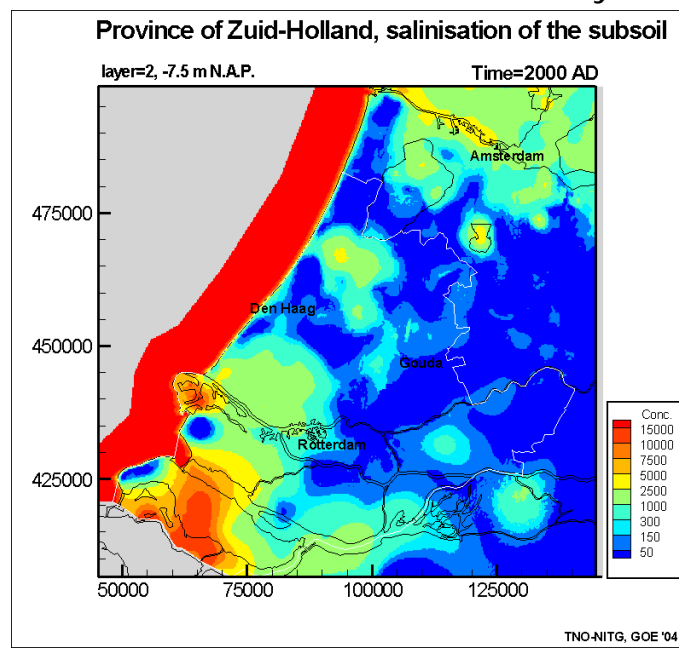 Province of Zuid-Holland, salinisation of the subsoil
layer=2, -7.5 m N.A.P. Time=2000 AD
Amsterdam
475000
Den Haag
450000
Gouda
Rotterdam
425000
50000 75000 100000 125000
Conc.
15000
10000
7500
5000
2500
1000
300
150
50
TNO-NITG, GOE '04